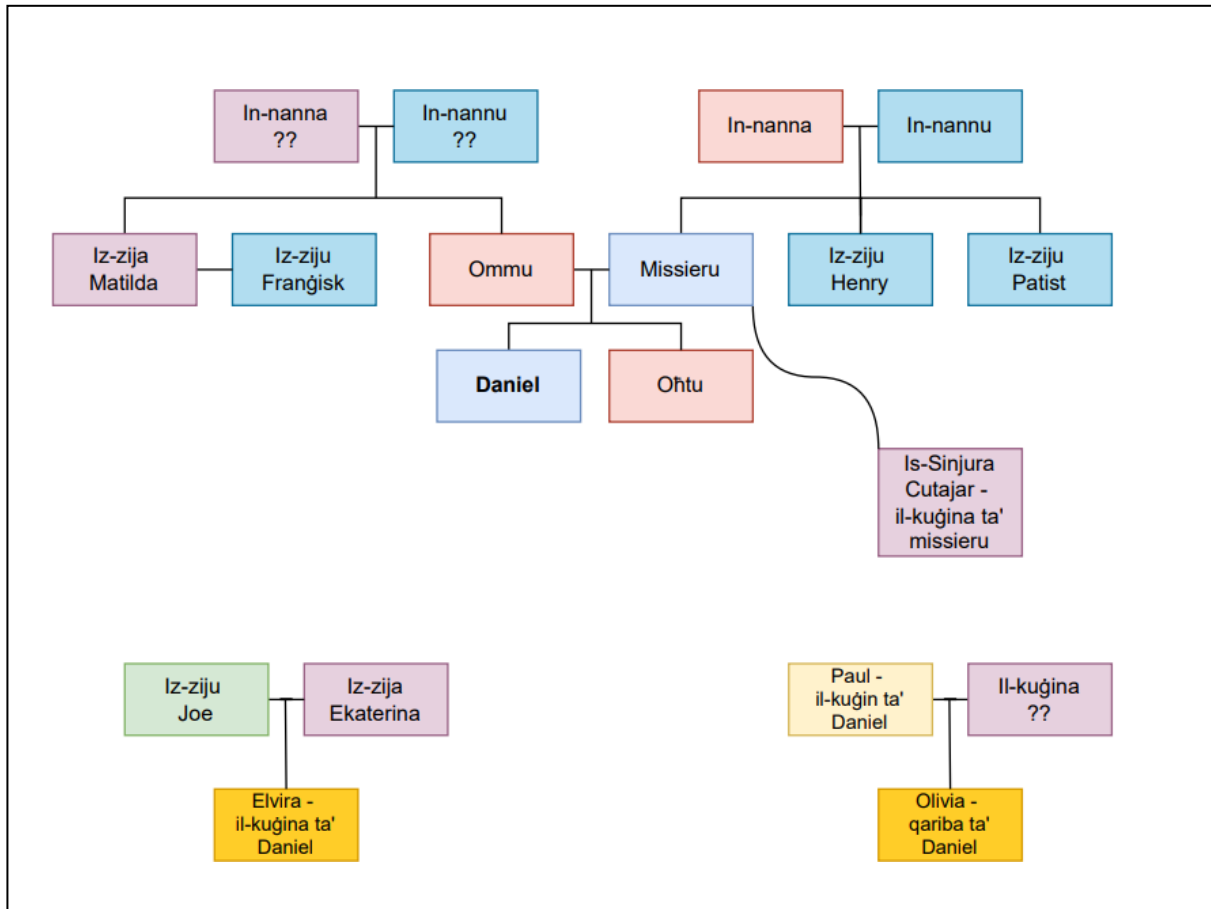 In-nanna
??
In-nannu
??
In-nanna
In-nannu
Iz-zija
Matilda
Iz-ziju
Franġisk
Ommu
Missieru
Iz-ziju
Henry
Iz-ziju
Patist
Daniel
Oħtu
Is-Sinjura
Cutajar -
il-kuġina ta'
missieru
Iz-ziju
Joe
Iz-zija
Ekaterina
Paul -
il-kuġin ta'
Daniel
Il-kuġina
??
Elvira -
il-kuġina ta'
Daniel
Olivia -
qariba ta'
Daniel